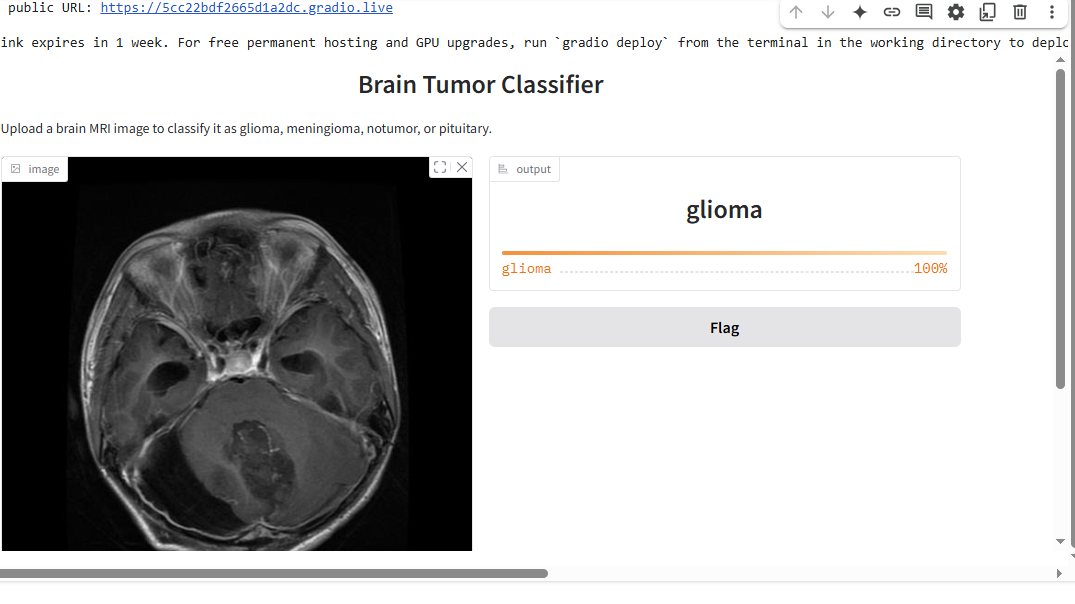 public URL: https://5cc22bdf2665d1a2dc.gradio.live
ink expires in 1 week. For free permanent hosting and GPU upgrades, run `gradio deploy` from the terminal in the working directory to deplo
Brain Tumor Classifier
Upload a brain MRI image to classify it as glioma, meningioma, notumor, or pituitary.
image
output
glioma
glioma 100%
Flag